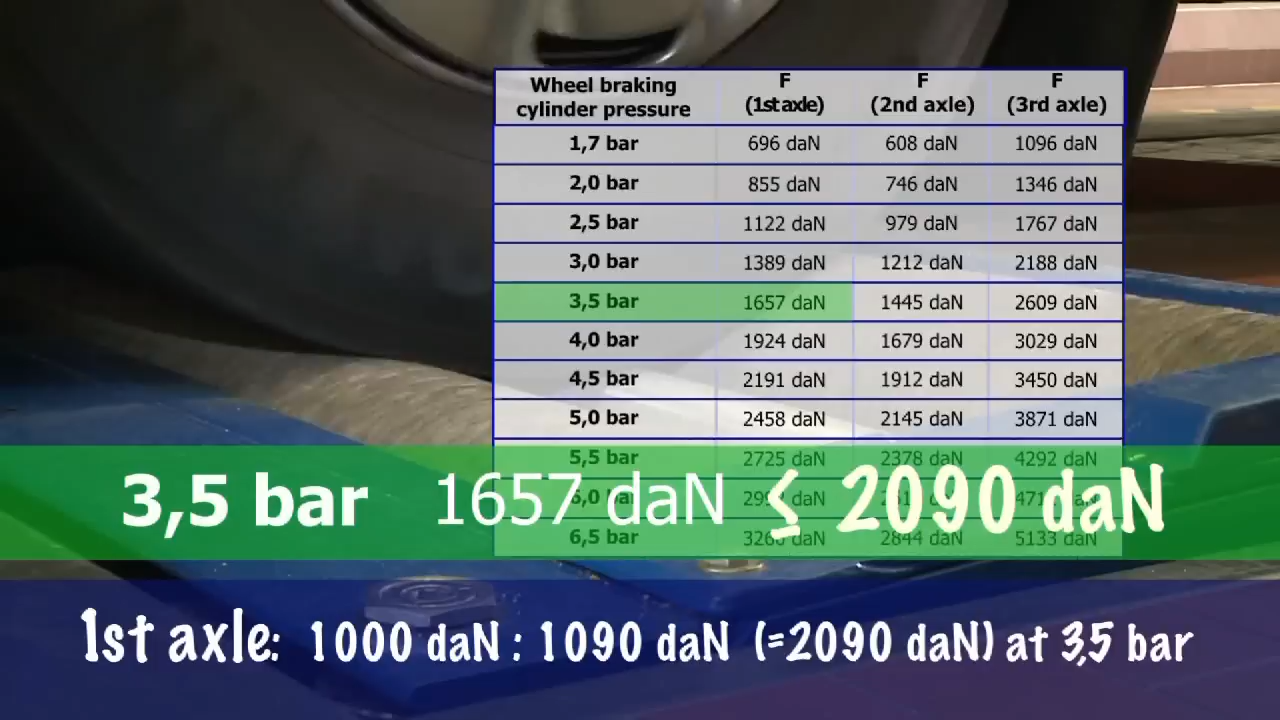 Wheel braking cylinder pressure F (1st axle) F (2nd axle) F (3rd axle)
1,7 bar 696 daN 608 daN 1096 daN
2,0 bar 855 daN 746 daN 1346 daN
2,5 bar 1122 daN 979 daN 1767 daN
3,0 bar 1389 daN 1212 daN 2188 daN
3,5 bar 1657 daN 1445 daN 2609 daN
4,0 bar 1924 daN 1679 daN 3029 daN
4,5 bar 2191 daN 1912 daN 3450 daN
5,0 bar 2458 daN 2145 daN 3871 daN
5,5 bar 2725 daN 2378 daN 4292 daN
bar
6,5 bar 3260 daN 2844 daN 5133 daN
3,5 bar 1657 daN ≤ 2090 daN
1st axle: 1000 daN : 1090 daN (=2090 daN) at 3,5 bar